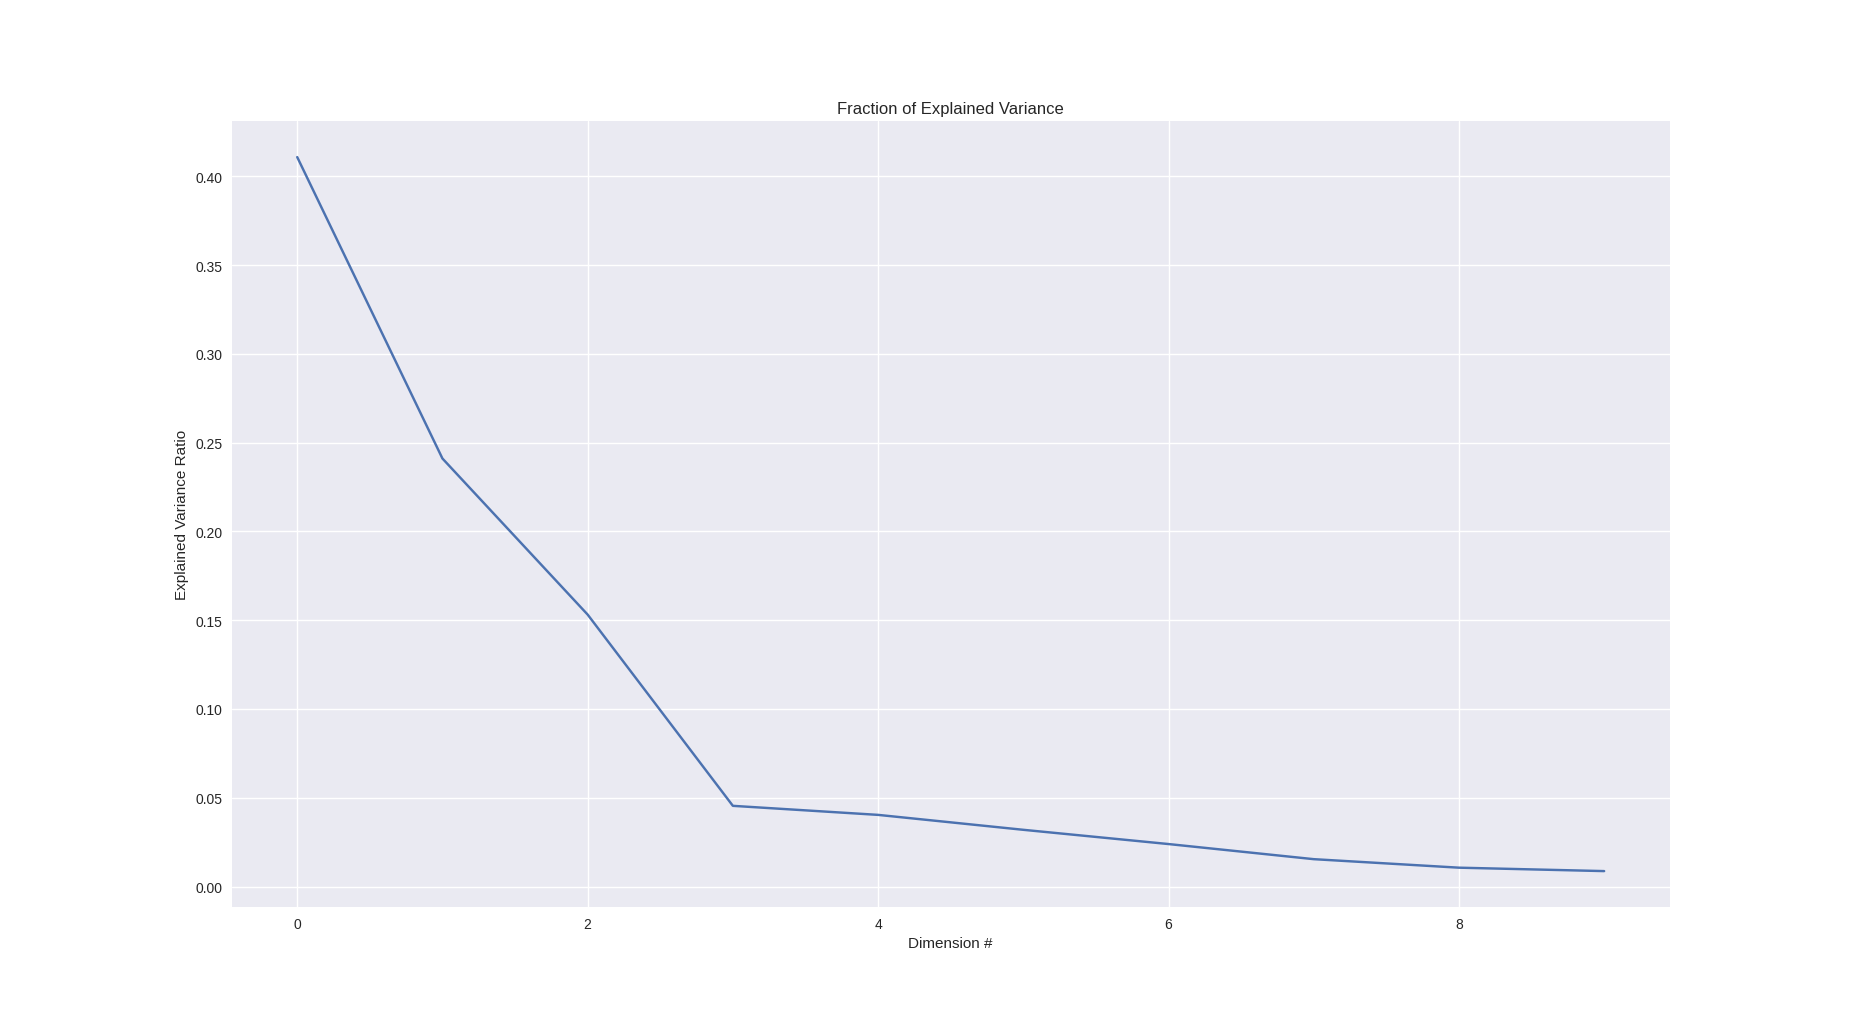 Fraction of Explained Variance
0.40
0.35
0.30
0.25
0.20
0.15
0.10
0.05
0.00
Explained Variance Ratio
0 2 4 6 8
Dimension #